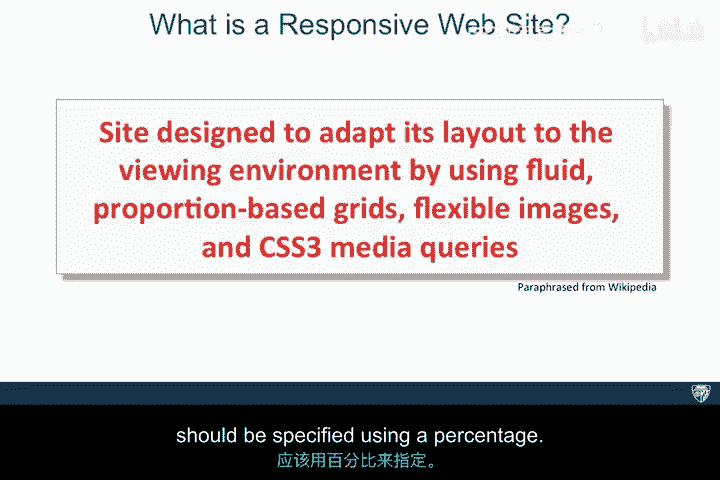 What is a Responsive Web Site?
Site designed to adapt its layout to the
viewing environment by using fluid,
proportion-based grids, flexible images,
and CSS3 media queries
Paraphrased from Wikipedia
should be specified using a percentage.
应该用百分比来指定。